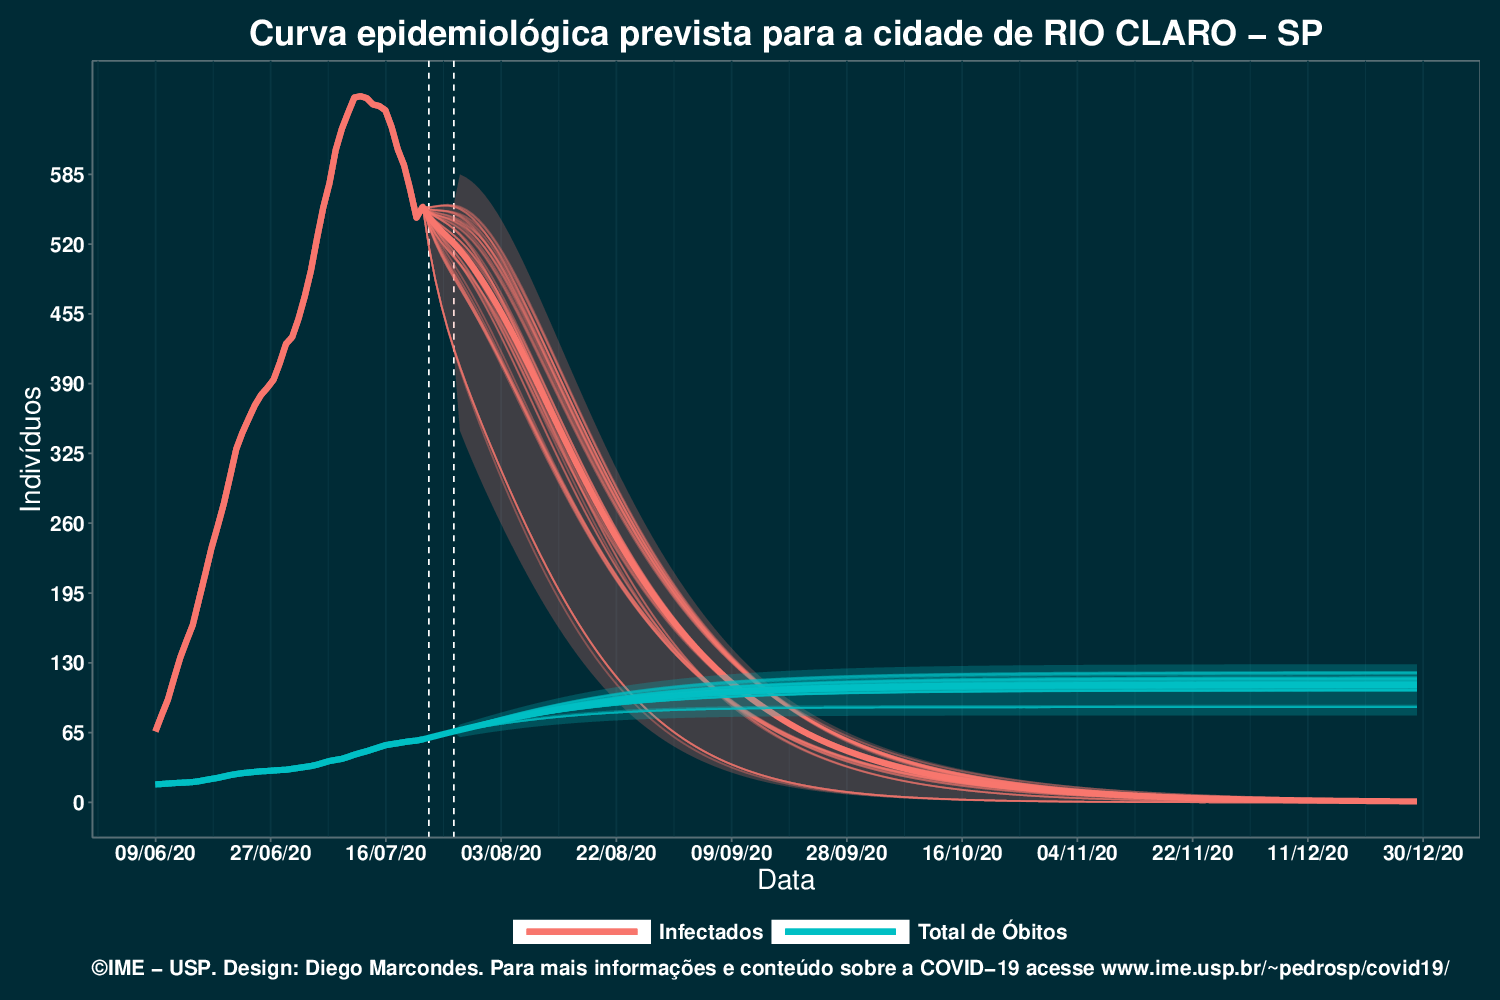 Curva epidemiológica prevista para a cidade de RIO CLARO – SP
Indivíduos
585
520
455
390
325
260
195
130
65
0
09/06/20 27/06/20 16/07/20 03/08/20 22/08/20 09/09/20 28/09/20 16/10/20 04/11/20 22/11/20 11/12/20 30/12/20
Data
Infectados Total de Óbitos
©IME – USP. Design: Diego Marcondes. Para mais informações e conteúdo sobre a COVID–19 acesse www.ime.usp.br/~pedrosp/covid19/